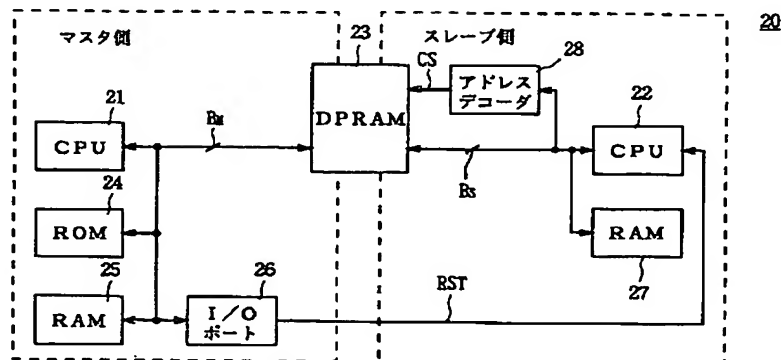 20
マスタ側
23
スレーブ側
28
CS
アドレス
デコーダ
DPRAM
21
22
CPU
BM
CPU
BS
24
ROM
RAM
25
26
27
RST
RAM
I/O
ポート